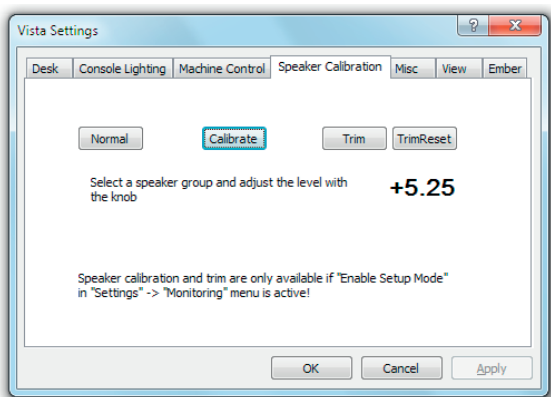 Vista Settings
Desk Console Lighting Machine Control Speaker Calibration Misc View Ember
Normal Calibrate Trim TrimReset
Select a speaker group and adjust the level with
the knob
+5.25
Speaker calibration and trim are only available if "Enable Setup Mode"
in "Settings" -> "Monitoring" menu is active!
OK Cancel Apply